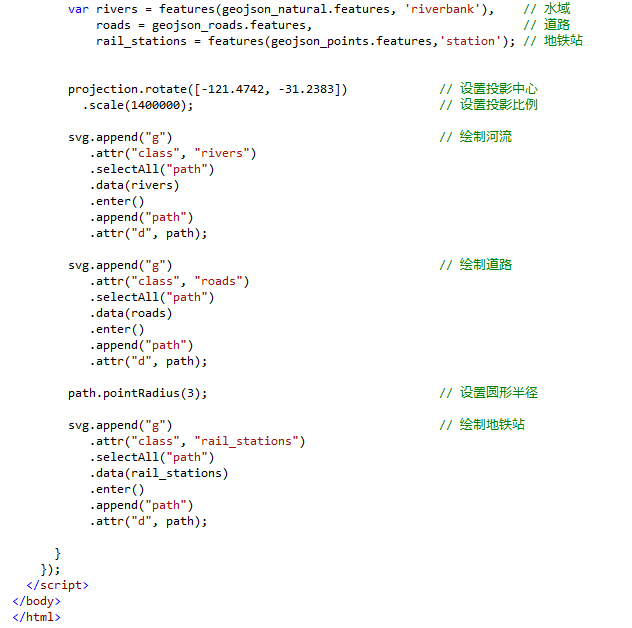 var rivers = features(geojson_natural.features, 'riverbank'),    // 水域
roads = geojson_roads.features,    // 道路
rail_stations = features(geojson_points.features,'station'); // 地铁站
projection.rotate([-121.4742, -31.2383])    // 设置投影中心
.scale(1400000);    // 设置投影比例
svg.append("g")    // 绘制河流
.attr("class", "rivers")
.selectAll("path")
.data(rivers)
.enter()
.append("path")
.attr("d", path);
svg.append("g")    // 绘制道路
.attr("class", "roads")
.selectAll("path")
.data(roads)
.enter()
.append("path")
.attr("d", path);
path.pointRadius(3);    // 设置圆形半径
svg.append("g")    // 绘制地铁站
.attr("class", "rail_stations")
.selectAll("path")
.data(rail_stations)
.enter()
.append("path")
.attr("d", path);
}
});
</script>
</body>
</html>